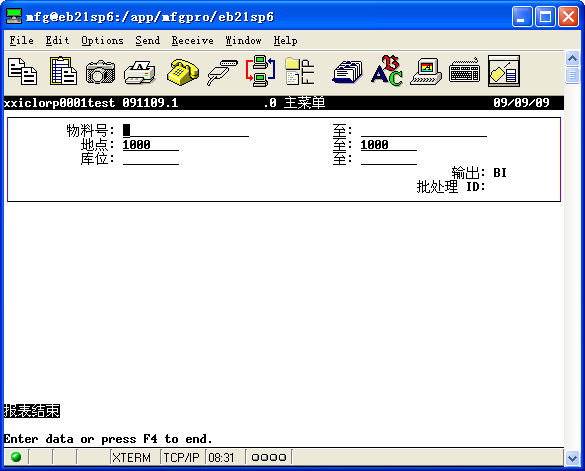 mfg@eb21sp6:/app/mfgpro/eb21sp6
File Edit Options Send Receive Window Help
xxiclorp0001test 091109.1 .0 主菜单 09/09/09
物料号: 至:
地点: 1000 至: 1000
库位: 至:
输出: BI
批处理 ID:
报表结束
Enter data or press F4 to end.
XTERM TCP/IP 08:31